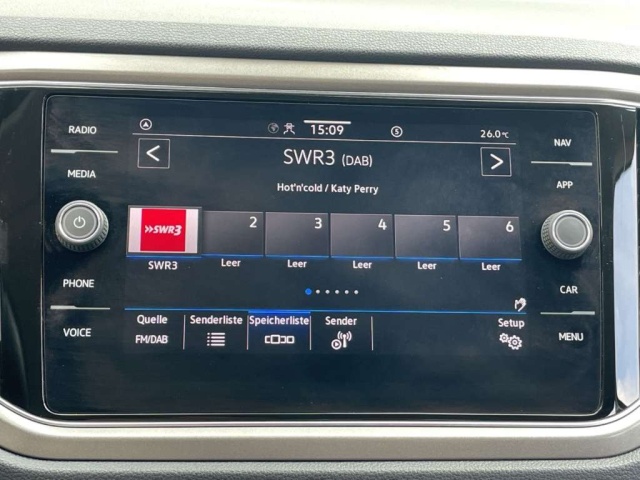 RADIO
MEDIA
PHONE
VOICE
15:09
S
26.0°C
<
SWR3 (DAB)
>
Hot'n'cold / Katy Perry
»SWR3
2
3
4
5
6
SWR3
Leer
Leer
Leer
Leer
Leer
Quelle
FM/DAB
Senderliste
Speicherliste
Sender
Setup
NAV
APP
CAR
MENU